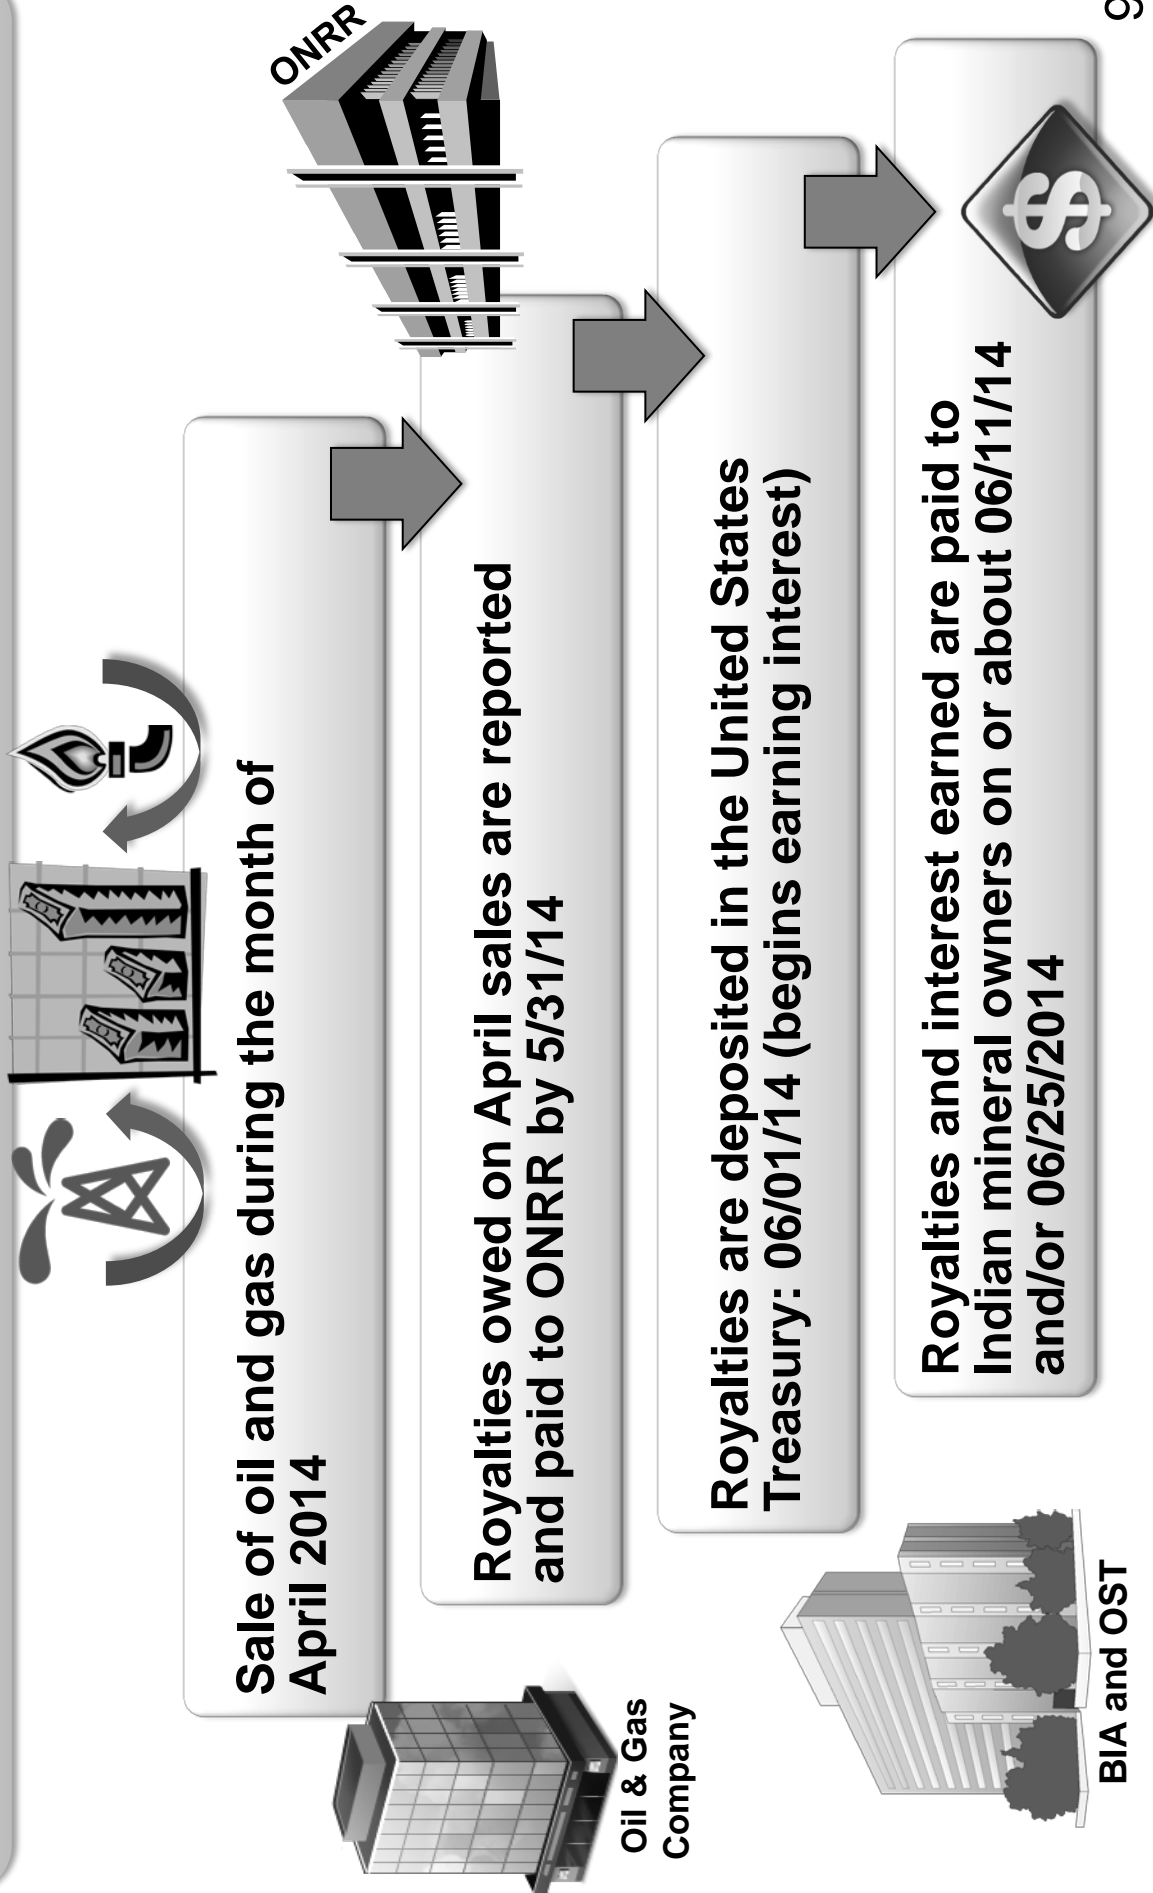 ONRR
Sale of oil and gas during the month of
April 2014
Royalties owed on April sales are reported
and paid to ONRR by 5/31/14
Oil & Gas
Company
Royalties are deposited in the United States
Treasury: 06/01/14 (begins earning interest)
Royalties and interest earned are paid to
Indian mineral owners on or about 06/11/14
and/or 06/25/2014
$
BIA and OST
9